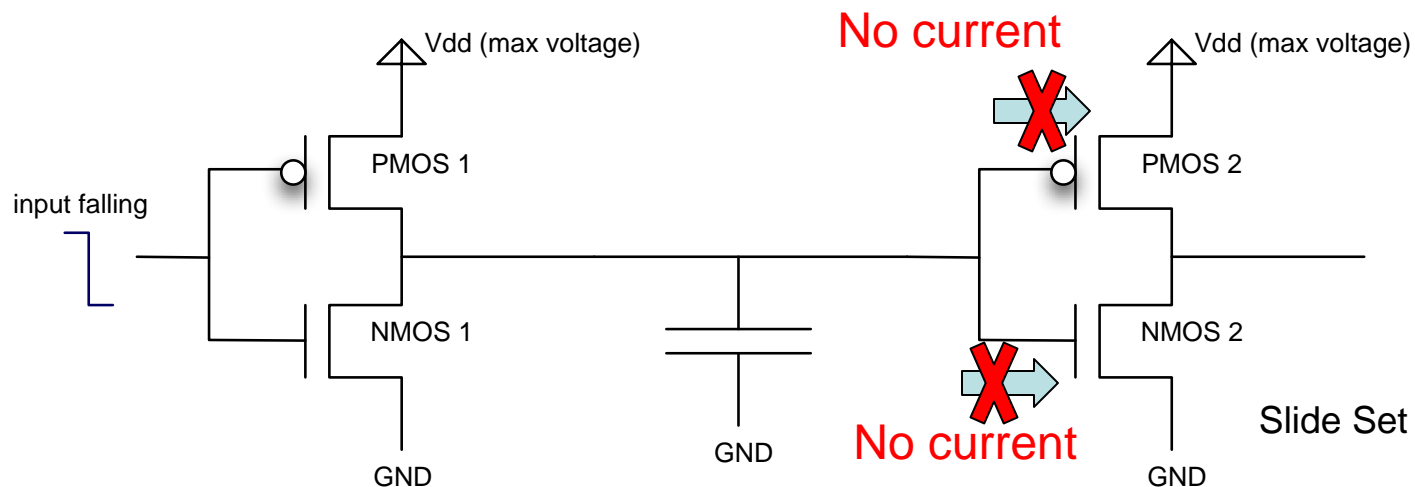 No current
Vdd (max voltage)
Vdd (max voltage)
PMOS 1
PMOS 2
input falling
NMOS 1
NMOS 2
No current
Slide Set
GND
GND
GND